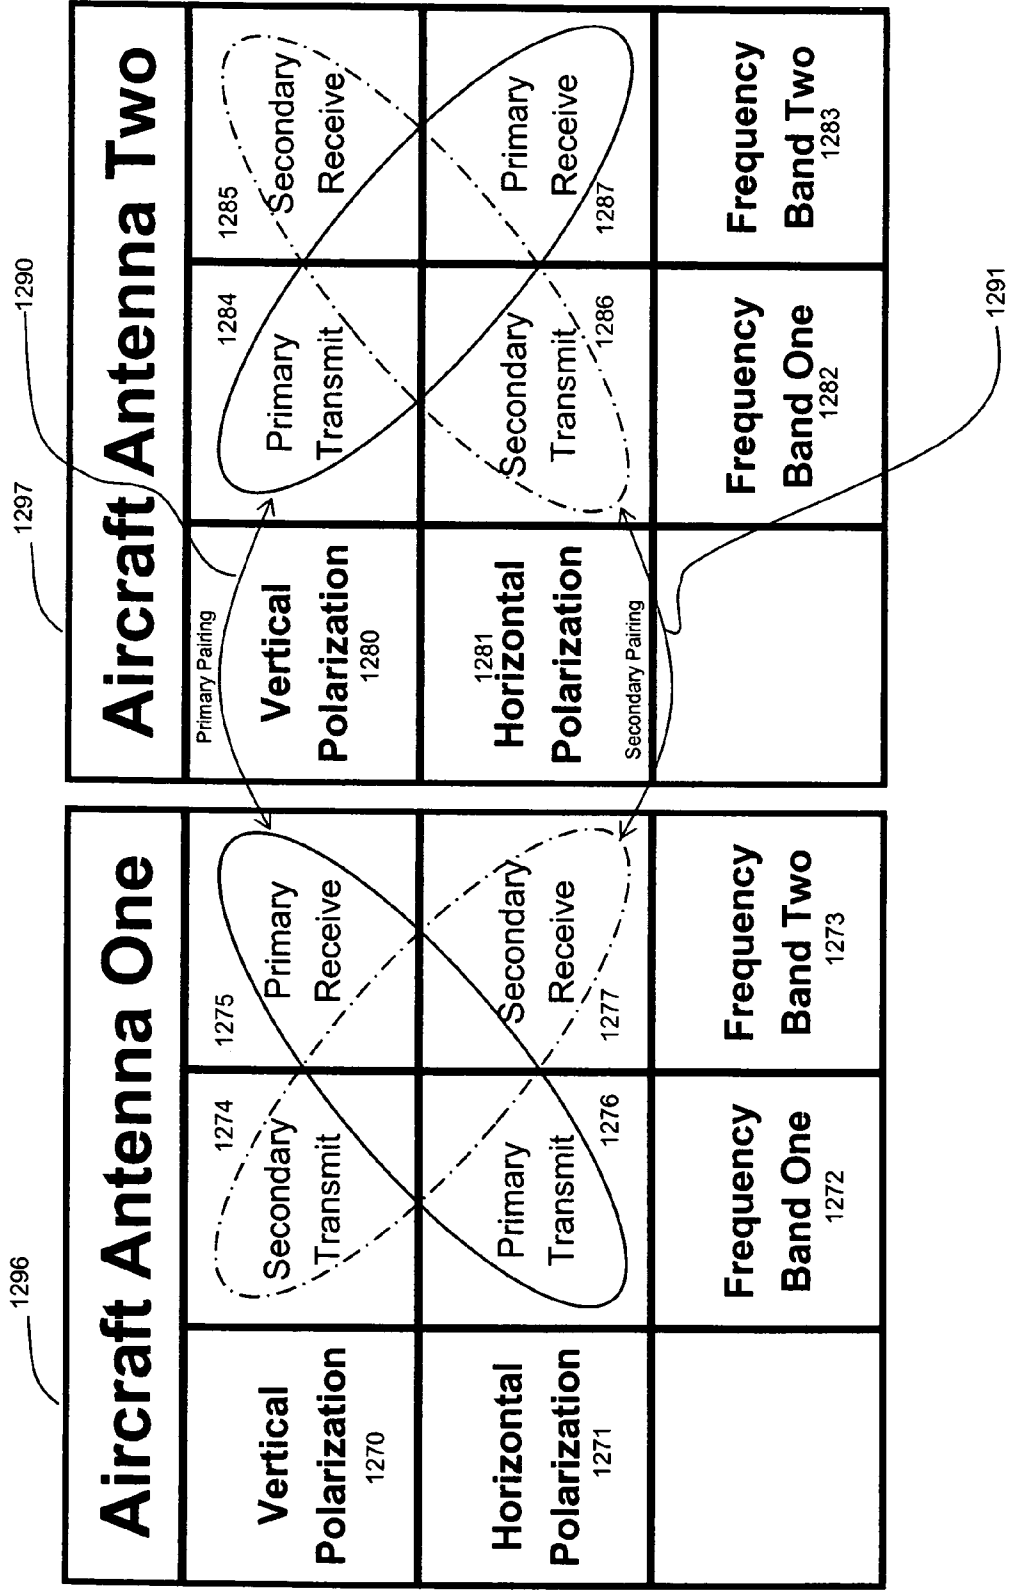 1296
Aircraft Antenna One
Vertical
Polarization
1270
1274
Secondary
Transmit
1275
Primary
Receive
Horizontal
Polarization
1271
Primary
Transmit
1276
Secondary
Receive
1277
Frequency
Band One
1272
Frequency
Band Two
1273
1297
1290
Aircraft Antenna Two
Primary Pairing
Vertical
Polarization
1280
1284
Primary
Transmit
1285
Secondary
Receive
1281
Horizontal
Polarization
Secondary Pairing
Secondary
Transmit
1286
Primary
Receive
1287
Frequency
Band One
1282
Frequency
Band Two
1283
1291